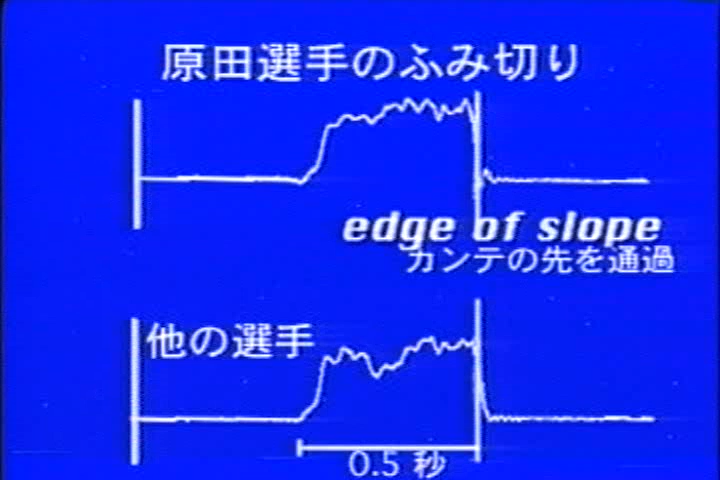 原田選手のふみ切り
edge of slope
カンテの先を通過
他の選手
0.5 秒